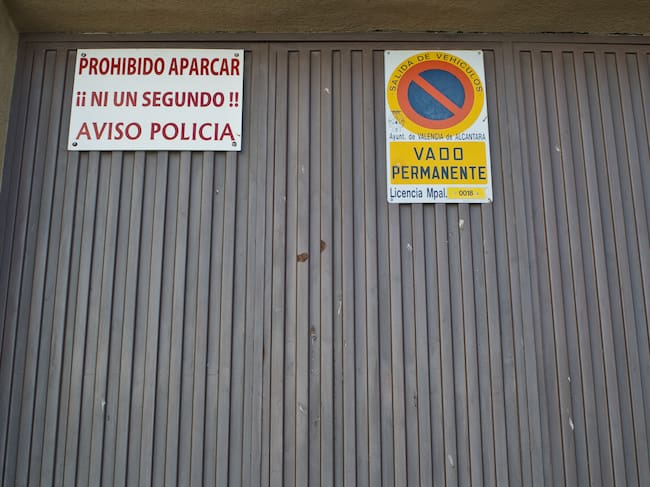 PROHIBIDO APARCAR
¡¡ NI UN SEGUNDO !!
AVISO POLICIA
SALIDA DE VEHICULOS
Ayunt. de VALENCIA de ALCANTARA
VADO
PERMANENTE
Licencia Mpal. - 0018 -